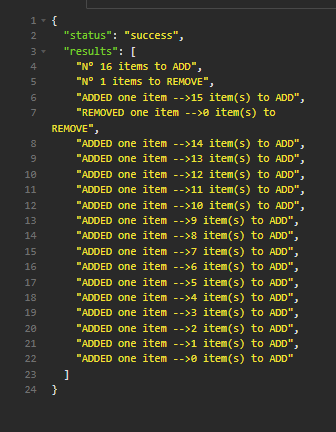 1 {
2 "status": "success",
3 "results": [
4 "Nº 16 items to ADD",
5 "Nº 1 items to REMOVE",
6 "ADDED one item -->15 item(s) to ADD",
7 "REMOVED one item -->0 item(s) to
REMOVE",
8 "ADDED one item -->14 item(s) to ADD",
9 "ADDED one item -->13 item(s) to ADD",
10 "ADDED one item -->12 item(s) to ADD",
11 "ADDED one item -->11 item(s) to ADD",
12 "ADDED one item -->10 item(s) to ADD",
13 "ADDED one item -->9 item(s) to ADD",
14 "ADDED one item -->8 item(s) to ADD",
15 "ADDED one item -->7 item(s) to ADD",
16 "ADDED one item -->6 item(s) to ADD",
17 "ADDED one item -->5 item(s) to ADD",
18 "ADDED one item -->4 item(s) to ADD",
19 "ADDED one item -->3 item(s) to ADD",
20 "ADDED one item -->2 item(s) to ADD",
21 "ADDED one item -->1 item(s) to ADD",
22 "ADDED one item -->0 item(s) to ADD"
23 ]
24 }